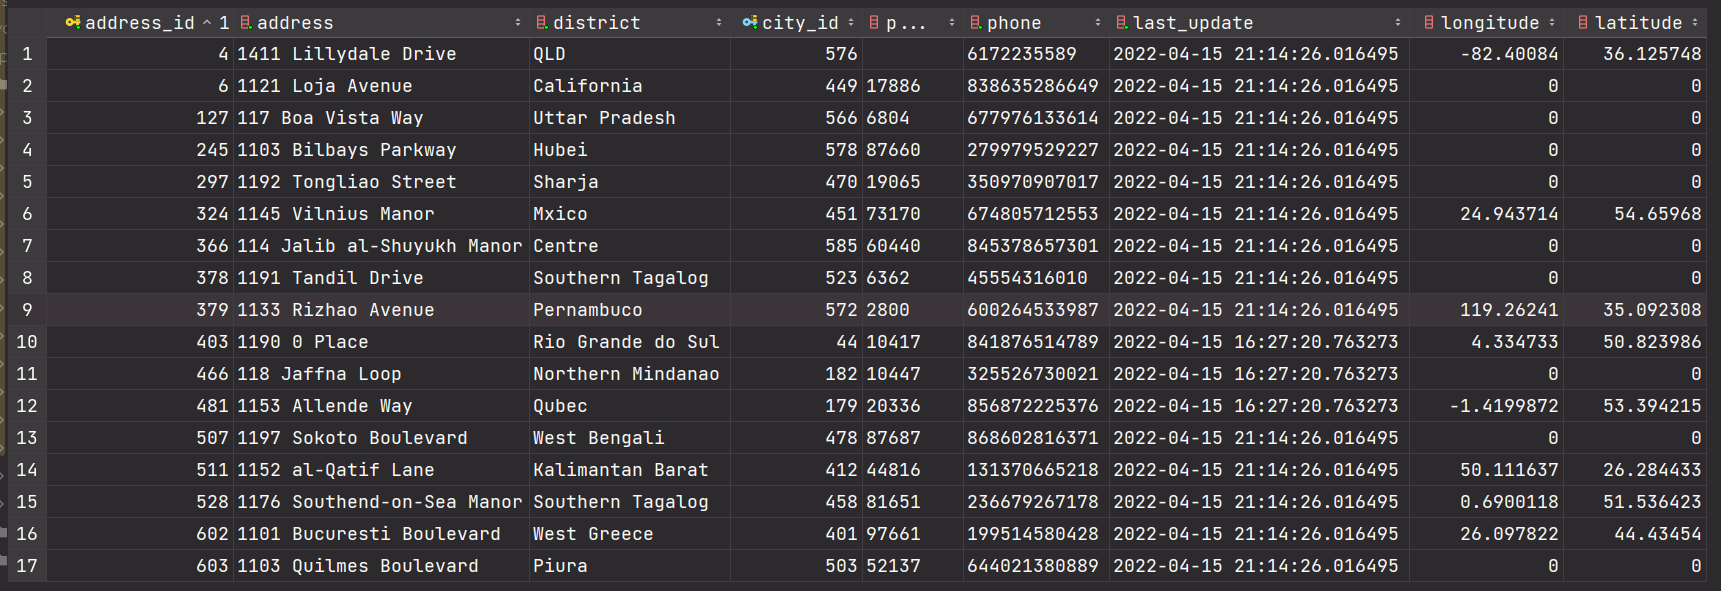 address_id 1 address district city_id p... phone last_update longitude latitude
1 4 1411 Lillydale Drive QLD 576 6172235589 2022-04-15 21:14:26.016495 -82.40084 36.125748
2 6 1121 Loja Avenue California 449 17886 838635286649 2022-04-15 21:14:26.016495 0 0
3 127 117 Boa Vista Way Uttar Pradesh 566 6804 677976133614 2022-04-15 21:14:26.016495 0 0
4 245 1103 Bilbays Parkway Hubei 578 87660 279979529227 2022-04-15 21:14:26.016495 0 0
5 297 1192 Tongliao Street Sharja 470 19065 350970907017 2022-04-15 21:14:26.016495 0 0
6 324 1145 Vilnius Manor Mxico 451 73170 674805712553 2022-04-15 21:14:26.016495 24.943714 54.65968
7 366 114 Jalib al-Shuyukh Manor Centre 585 60440 845378657301 2022-04-15 21:14:26.016495 0 0
8 378 1191 Tandil Drive Southern Tagalog 523 6362 45554316010 2022-04-15 21:14:26.016495 0 0
9 379 1133 Rizhao Avenue Pernambuco 572 2800 600264533987 2022-04-15 21:14:26.016495 119.26241 35.092308
10 403 1190 0 Place Rio Grande do Sul 44 10417 841876514789 2022-04-15 16:27:20.763273 4.334733 50.823986
11 466 118 Jaffna Loop Northern Mindanao 182 10447 325526730021 2022-04-15 16:27:20.763273 0 0
12 481 1153 Allende Way Qubec 179 20336 856872225376 2022-04-15 16:27:20.763273 -1.4199872 53.394215
13 507 1197 Sokoto Boulevard West Bengali 478 87687 868602816371 2022-04-15 21:14:26.016495 0 0
14 511 1152 al-Qatif Lane Kalimantan Barat 412 44816 131370665218 2022-04-15 21:14:26.016495 50.111637 26.284433
15 528 1176 Southend-on-Sea Manor Southern Tagalog 458 81651 236679267178 2022-04-15 21:14:26.016495 0.6900118 51.536423
16 602 1101 Bucuresti Boulevard West Greece 401 97661 199514580428 2022-04-15 21:14:26.016495 26.097822 44.43454
17 603 1103 Quilmes Boulevard Piura 503 52137 644021380889 2022-04-15 21:14:26.016495 0 0